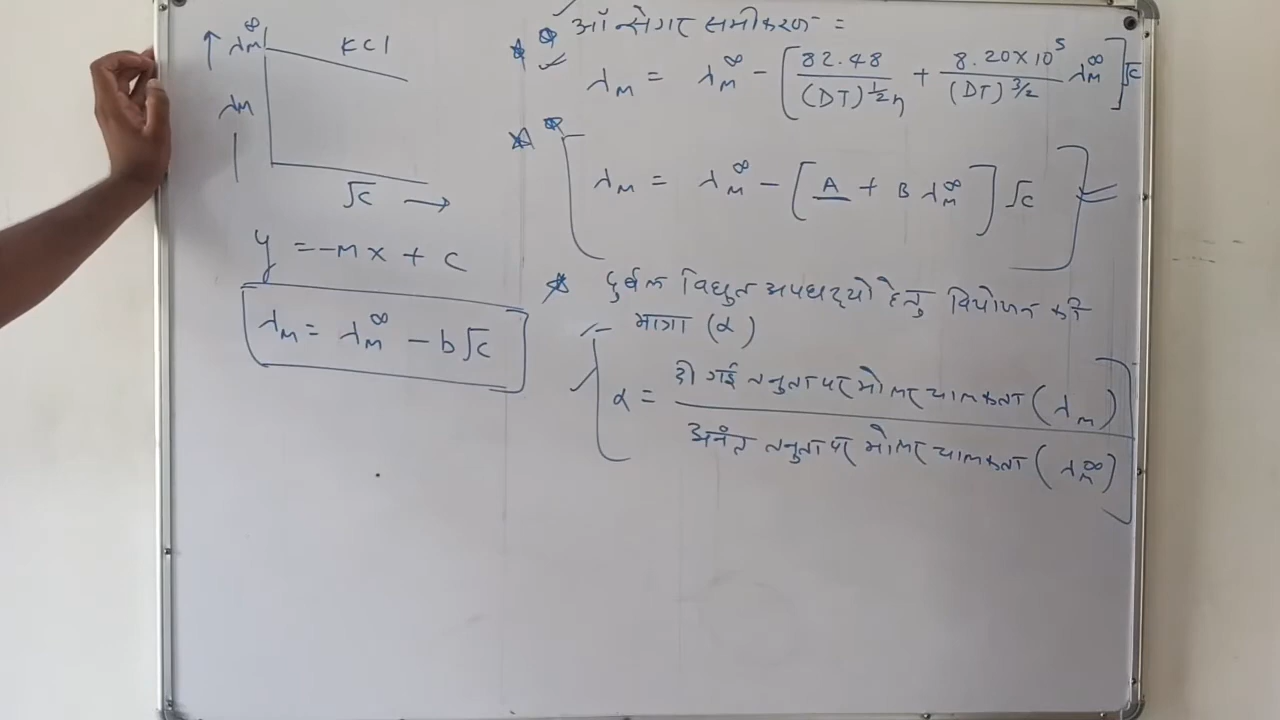 λM∞ KCl
λM
√c →
y = -mx + c
λM = λM∞ - b√c
ऑन्सेगर समीकरण =
λM = λM∞ - [82.48/(DT)^1/2 η + 8.20×10^5/(DT)^3/2 λM∞]√c
λM = λM∞ - [A + B λM∞]√c
दुर्बल विद्युत अपघट्यो हेतु वियोजन की
मात्रा (α)
α = दी गई तनुता पर मोलर चालकता (λM)
अनंत तनुता पर मोलर चालकता (λM∞)